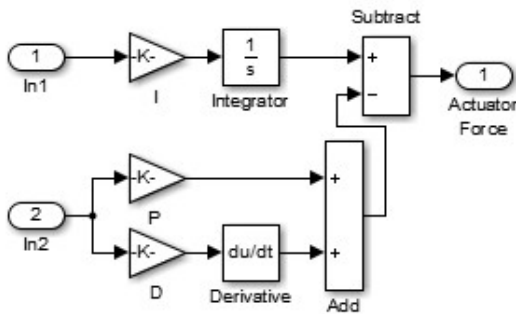 Subtract
1
In1
-K-
I
1
s
Integrator
+
−
1
Actuator
Force
2
In2
-K-
P
-K-
D
du/dt
Derivative
+
+
Add